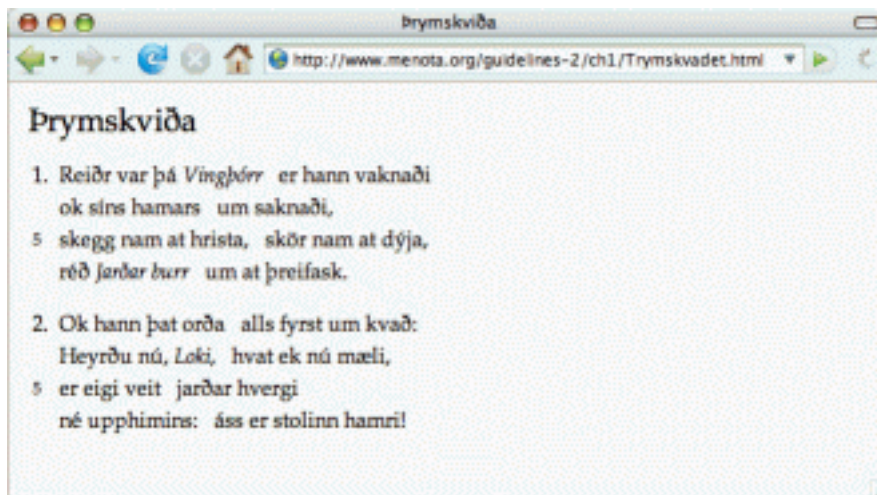 Þrymskviða
http://www.menota.org/guidelines-2/ch1/Trymskvadet.html
Þrymskviða
1. Reiðr var þá Vingþórr er hann vaknaði
ok síns hamars um saknaði,
5 skegg nam at hrista, skör nam at dýja,
réð Jarðar burr um at þreifask.
2. Ok hann þat orða alls fyrst um kvað:
Heyrðu nú, Loki, hvat ek nú mæli,
5 er eigi veit jarðar hvergi
né upphimins: áss er stolinn hamri!